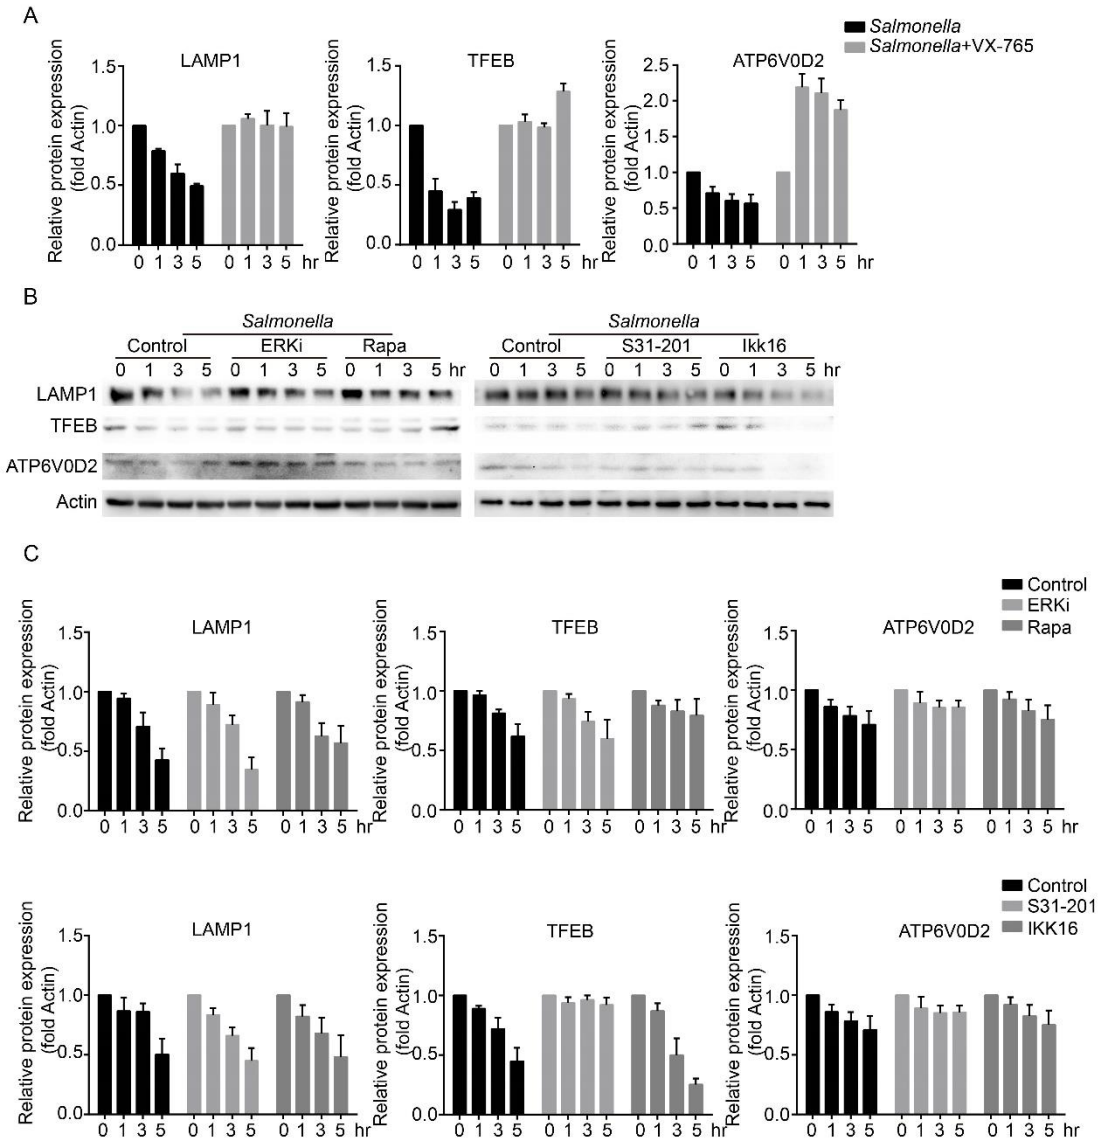 A
Salmonella
Salmonella+VX-765
LAMP1
TFEB
ATP6V0D2
Relative protein expression
(fold Actin)
1.5
1.0
0.5
0.0
0 1 3 5 0 1 3 5 hr
Relative protein expression
(fold Actin)
1.5
1.0
0.5
0.0
0 1 3 5 0 1 3 5 hr
Relative protein expression
(fold Actin)
2.5
2.0
1.5
1.0
0.5
0.0
0 1 3 5 0 1 3 5 hr
B
Salmonella
Control ERKi Rapa
0 1 3 5 0 1 3 5 0 1 3 5 hr
Salmonella
Control S31-201 Ikk16
0 1 3 5 0 1 3 5 0 1 3 5 hr
LAMP1
TFEB
ATP6V0D2
Actin
C
Control
ERKi
Rapa
LAMP1
TFEB
ATP6V0D2
Relative protein expression
(fold Actin)
1.5
1.0
0.5
0.0
0 1 3 5 0 1 3 5 0 1 3 5 hr
Relative protein expression
(fold Actin)
1.5
1.0
0.5
0.0
0 1 3 5 0 1 3 5 0 1 3 5 hr
Relative protein expression
(fold Actin)
1.5
1.0
0.5
0.0
0 1 3 5 0 1 3 5 0 1 3 5 hr
Control
S31-201
IKK16
LAMP1
TFEB
ATP6V0D2
Relative protein expression
(fold Actin)
1.5
1.0
0.5
0.0
0 1 3 5 0 1 3 5 0 1 3 5 hr
Relative protein expression
(fold Actin)
1.5
1.0
0.5
0.0
0 1 3 5 0 1 3 5 0 1 3 5 hr
Relative protein expression
(fold Actin)
1.5
1.0
0.5
0.0
0 1 3 5 0 1 3 5 0 1 3 5 hr